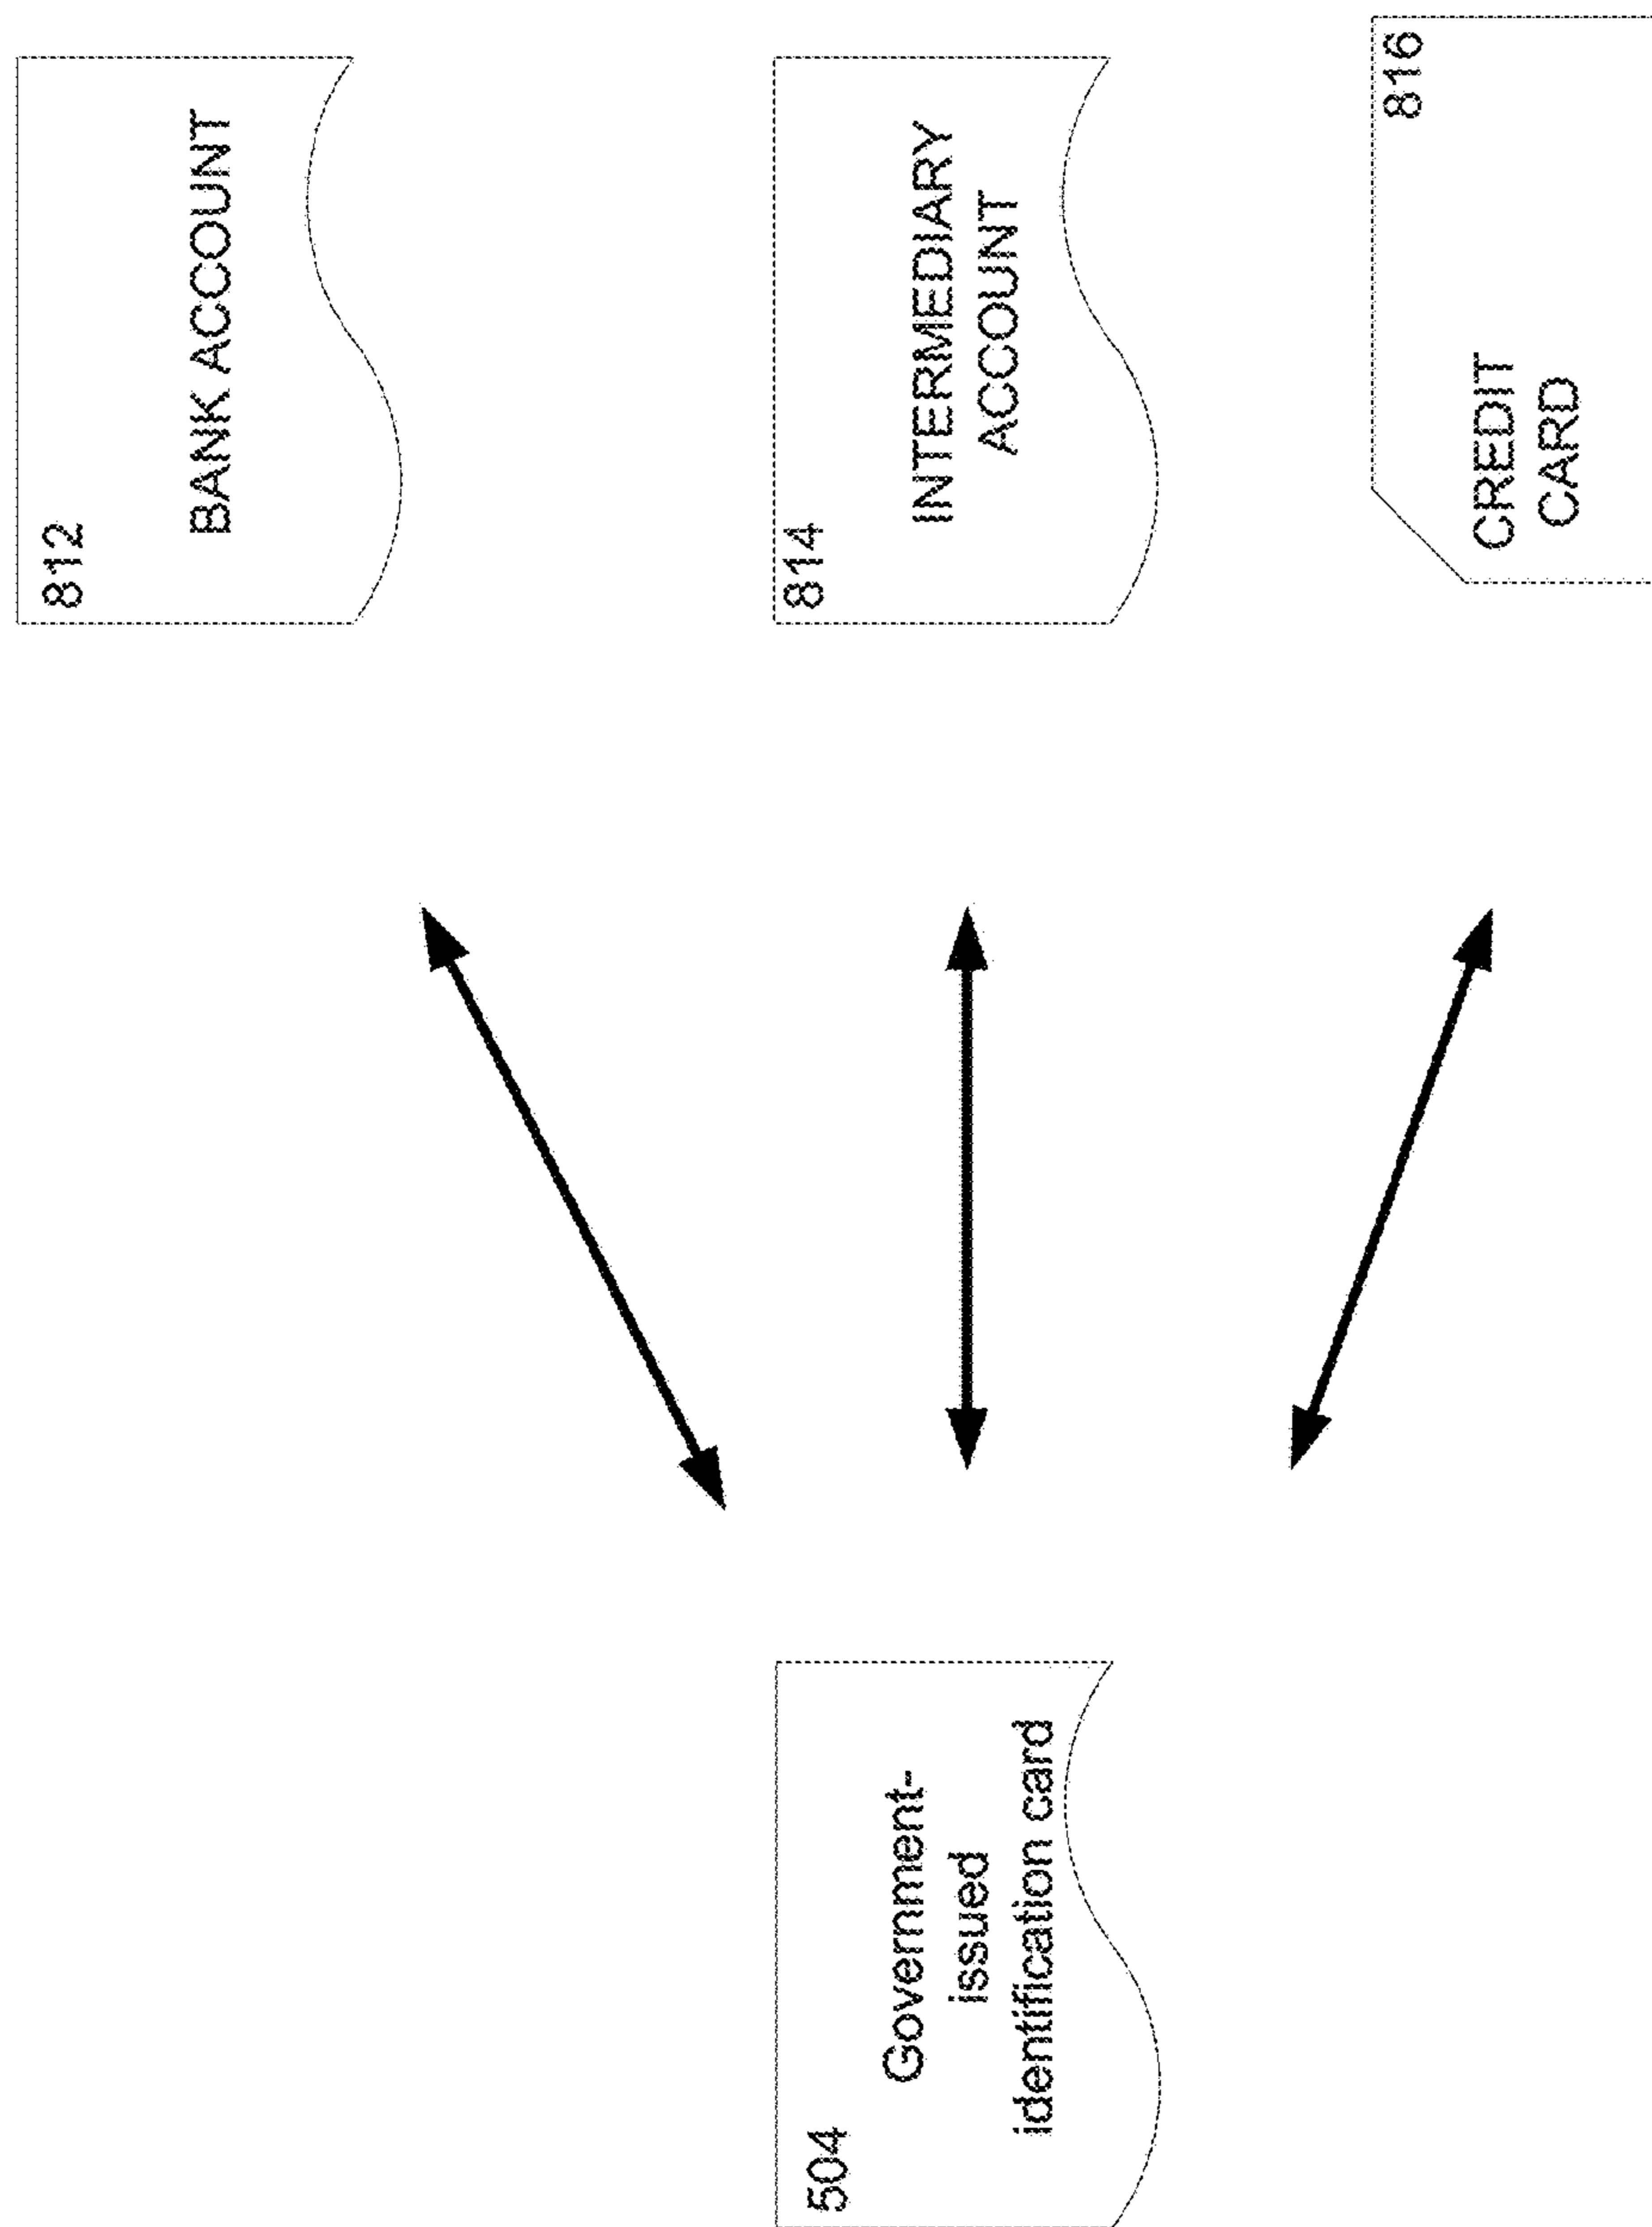 812
BANK ACCOUNT
504
Government-
issued
identification card
814
INTERMEDIARY
ACCOUNT
816
CREDIT
CARD